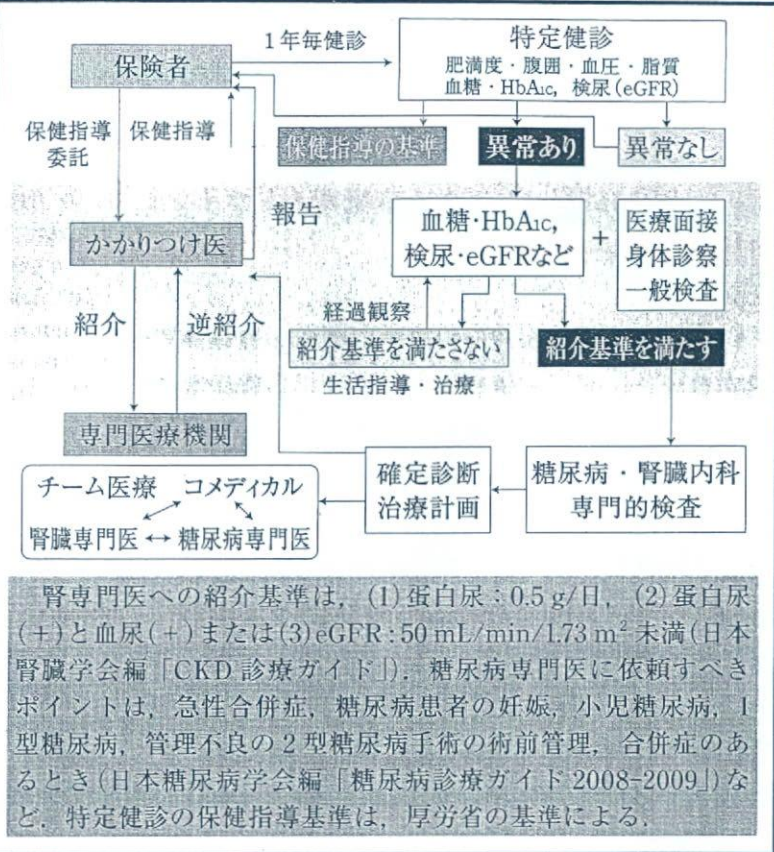 1年毎健診
保険者
特定健診
肥満度・腹囲・血圧・脂質
血糖・HbA1c, 検尿(eGFR)
保健指導
委託
保健指導
保健指導の基準
異常あり
異常なし
報告
かかりつけ医
血糖・HbA1c,
検尿・eGFRなど
+
医療面接
身体診察
一般検査
紹介
逆紹介
経過観察
紹介基準を満たさない
生活指導・治療
紹介基準を満たす
専門医療機関
チーム医療 コメディカル
腎臓専門医 ↔ 糖尿病専門医
確定診断
治療計画
糖尿病・腎臓内科
専門的検査
腎専門医への紹介基準は, (1)蛋白尿:0.5 g/日, (2)蛋白尿
(+)と血尿(+)または(3)eGFR:50 mL/min/1.73 m² 未満(日本
腎臓学会編「CKD 診療ガイド」). 糖尿病専門医に依頼すべき
ポイントは, 急性合併症, 糖尿病患者の妊娠, 小児糖尿病, 1
型糖尿病, 管理不良の2型糖尿病手術の術前管理, 合併症のあ
るとき(日本糖尿病学会編「糖尿病診療ガイド2008-2009」)な
ど. 特定健診の保健指導基準は, 厚労省の基準による.